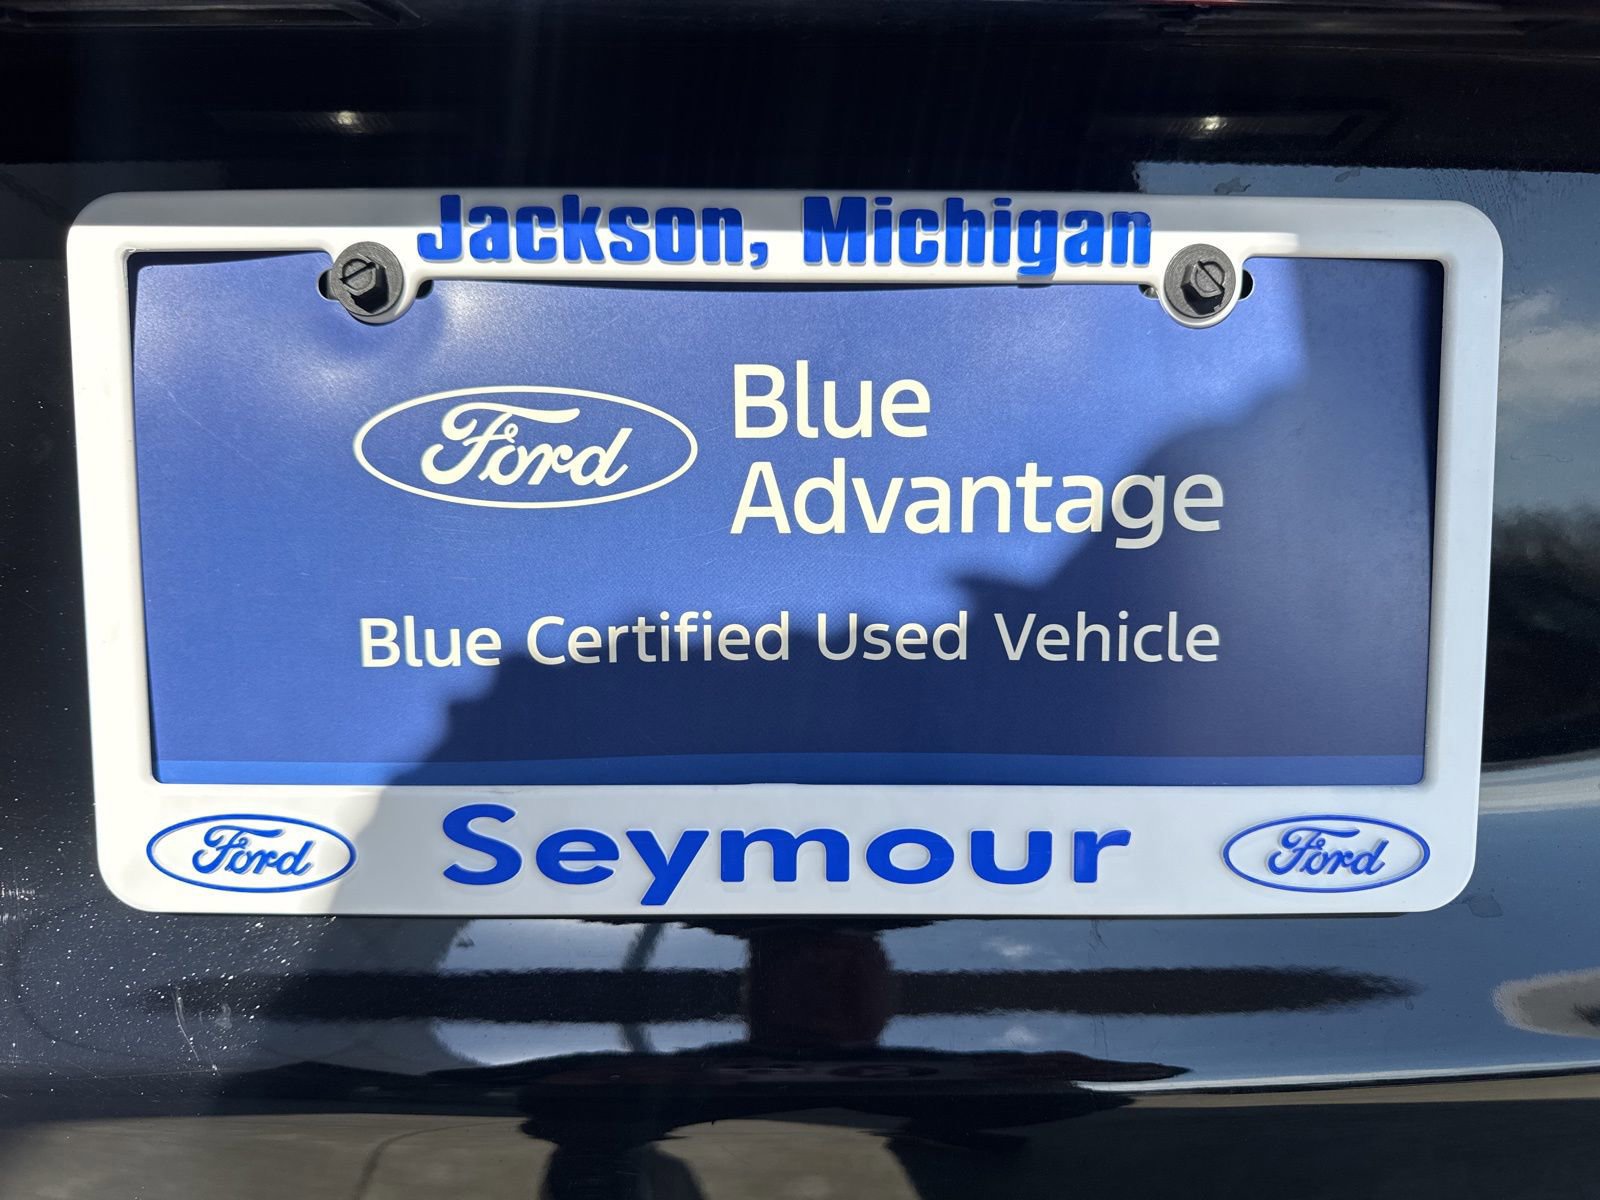 Jackson, Michigan
Ford
Blue
Advantage
Blue Certified Used Vehicle
Ford
Seymour
Ford